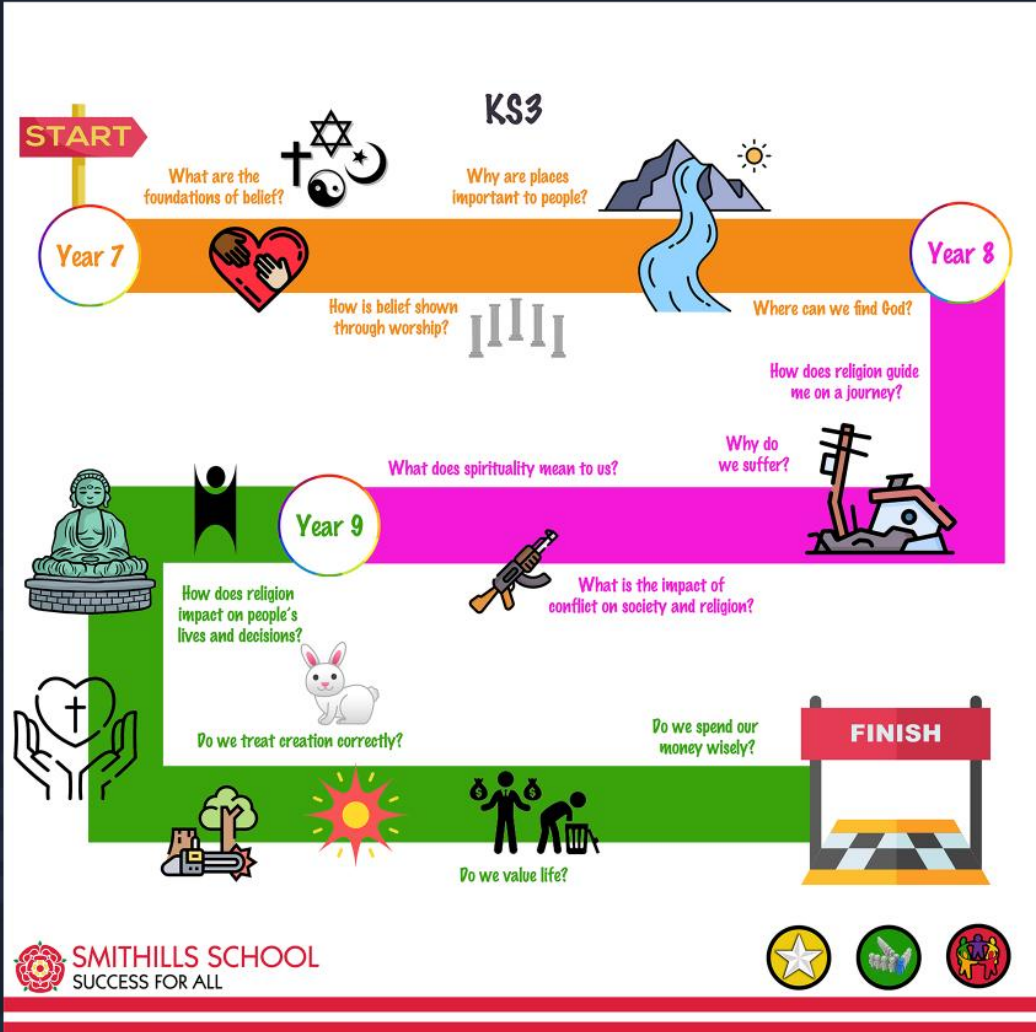 KS3
START
What are the
foundations of belief?
Why are places
important to people?
Year 7
Year 8
How is belief shown
through worship?
Where can we find God?
How does religion guide
me on a journey?
Why do
we suffer?
What does spirituality mean to us?
Year 9
What is the impact of
conflict on society and religion?
How does religion
impact on people's
lives and decisions?
Do we treat creation correctly?
Do we spend our
money wisely?
FINISH
$ $
Do we value life?
SMITHILLS SCHOOL
SUCCESS FOR ALL